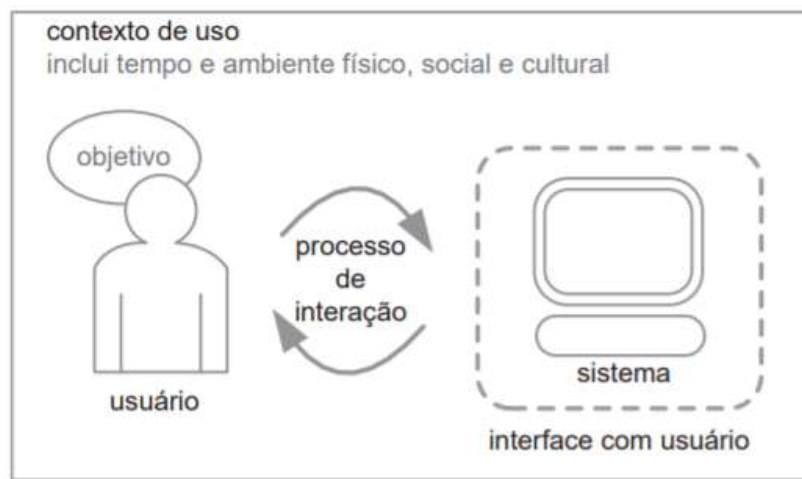 contexto de uso
inclui tempo e ambiente físico, social e cultural
objetivo
processo
de
interação
usuário
sistema
interface com usuário